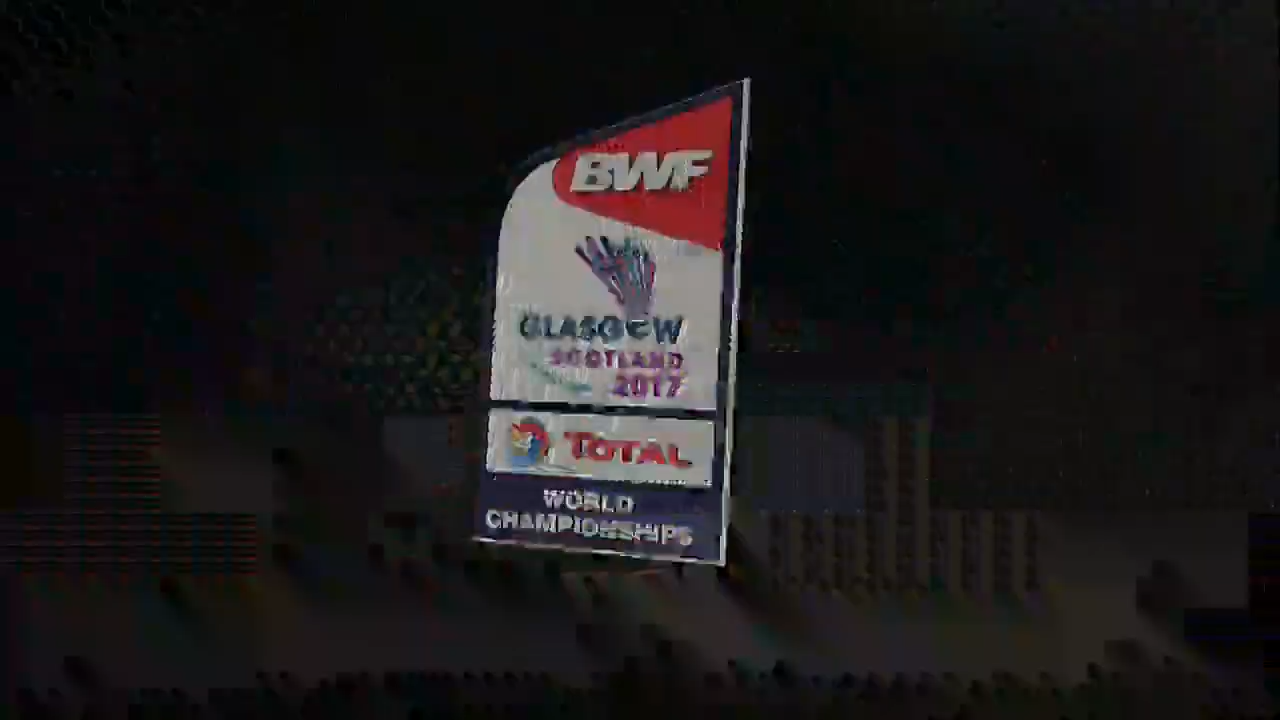 BWF
GLASGOW
SCOTLAND
2017
TOTAL
WORLD
CHAMPIONSHIPS